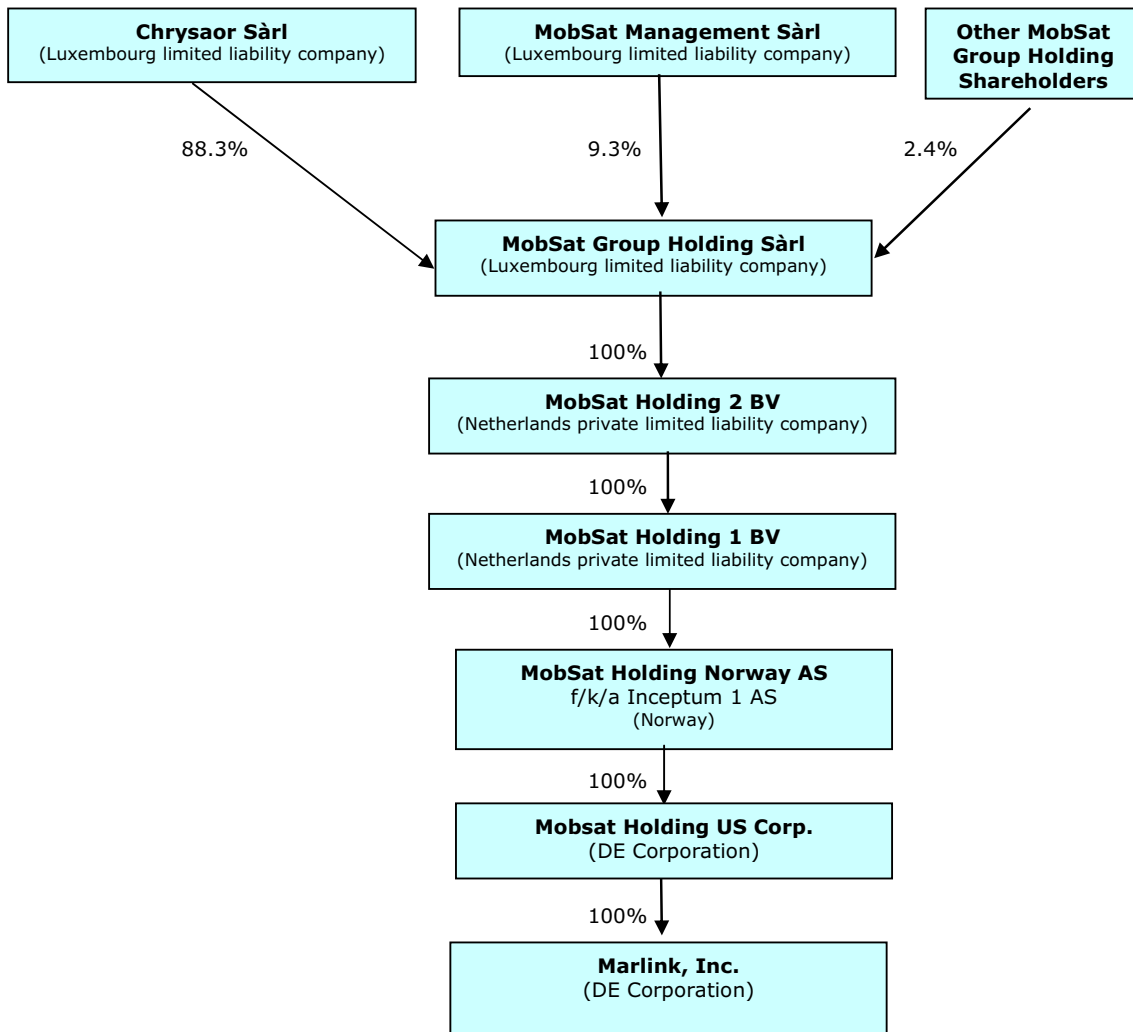 Chrysaor Sàrl
(Luxembourg limited liability company)
MobSat Management Sàrl
(Luxembourg limited liability company)
Other MobSat
Group Holding
Shareholders
88.3%
9.3%
2.4%
MobSat Group Holding Sàrl
(Luxembourg limited liability company)
100%
MobSat Holding 2 BV
(Netherlands private limited liability company)
100%
MobSat Holding 1 BV
(Netherlands private limited liability company)
100%
MobSat Holding Norway AS
f/k/a Inceptum 1 AS
(Norway)
100%
Mobsat Holding US Corp.
(DE Corporation)
100%
Marlink, Inc.
(DE Corporation)